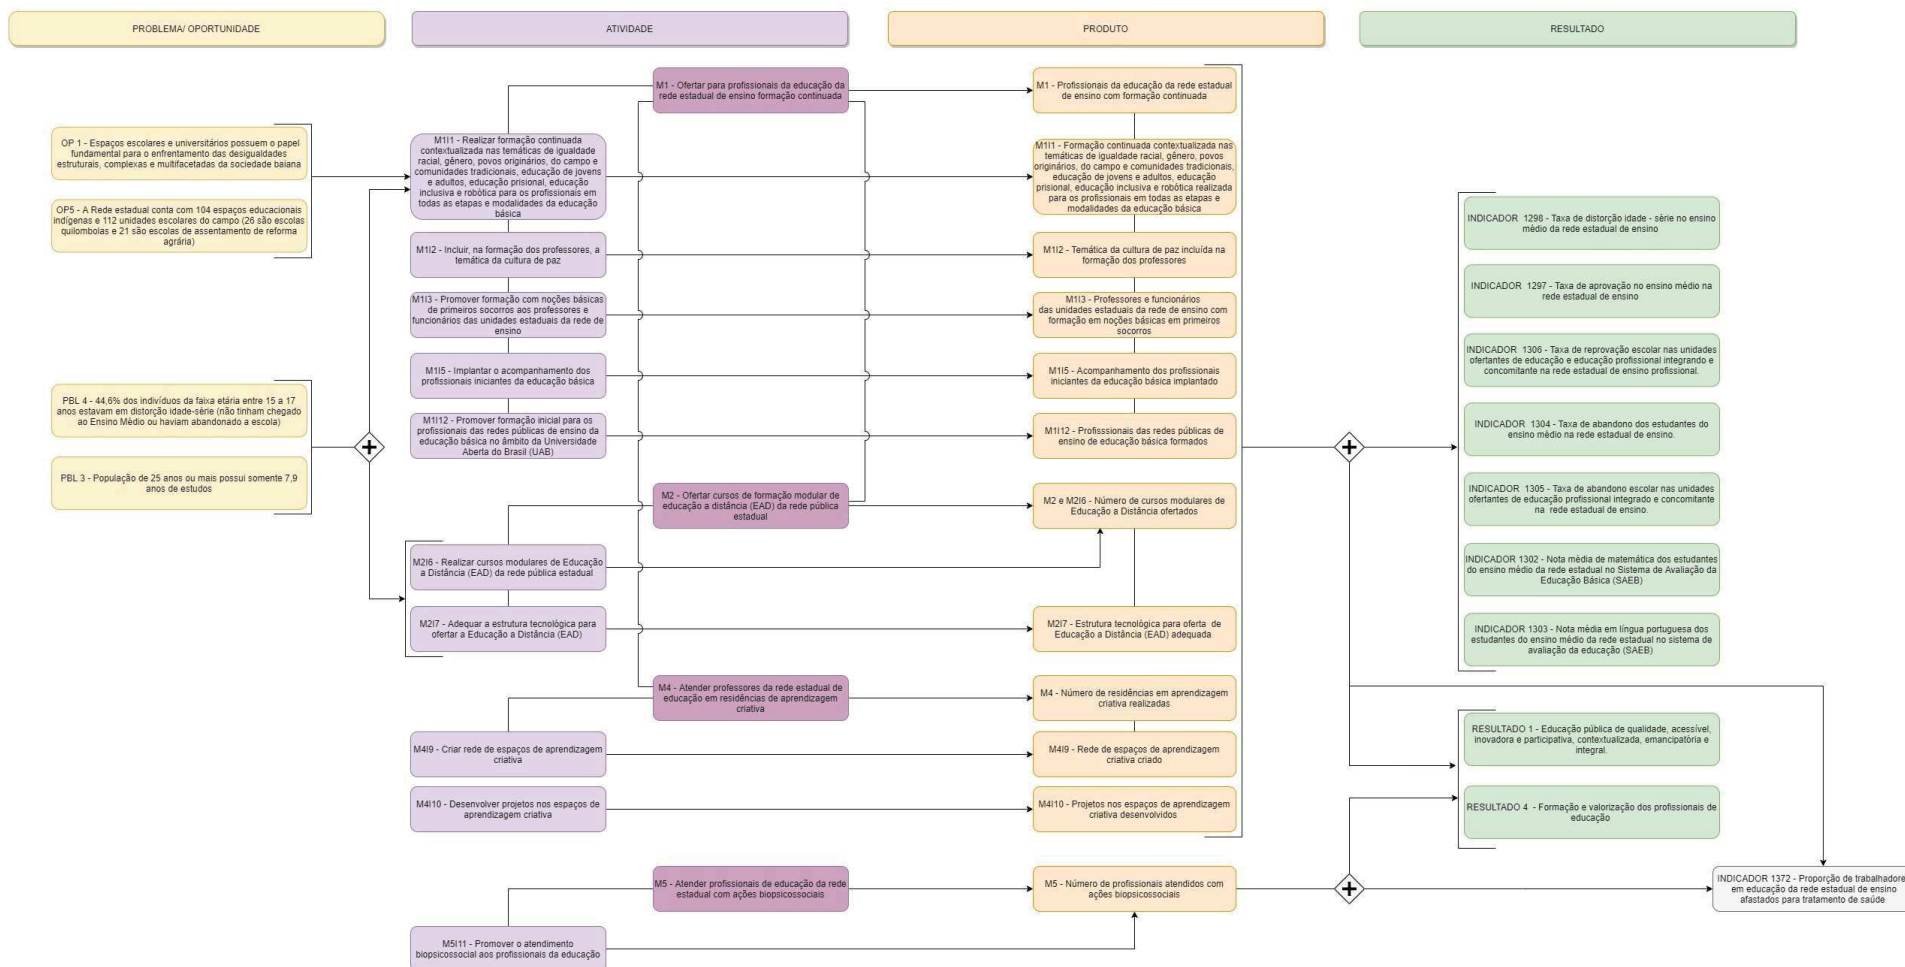 PROBLEMA/ OPORTUNIDADE
ATIVIDADE
PRODUTO
RESULTADO
OP 1 - Espaços escolares e universitários possuem o papel
fundamental para o enfrentamento das desigualdades
estruturais, complexas e multifacetadas da sociedade baiana
OP5 - A Rede estadual conta com 104 espaços educacionais
indígenas e 112 unidades escolares do campo (26 são escolas
quilombolas e 21 são escolas de assentamento de reforma
agrária)
PBL 4 - 44,6% dos indivíduos da faixa etária entre 15 a 17
anos estavam em distorção idade-série (não tinham chegado
ao Ensino Médio ou haviam abandonado a escola)
PBL 3 - População de 25 anos ou mais possui somente 7,9
anos de estudos
M1 - Ofertar para profissionais da educação da
rede estadual de ensino formação continuada
M1I1 - Realizar formação continuada
contextualizada nas temáticas de igualdade
racial, gênero, povos originários, do campo e
comunidades tradicionais, educação de jovens
e adultos, educação prisional, educação
inclusiva e robótica para os profissionais em
todas as etapas e modalidades da educação
básica
M1I2 - Incluir, na formação dos professores, a
temática da cultura de paz
M1I3 - Promover formação com noções básicas
de primeiros socorros aos professores e
funcionários das unidades estaduais da rede de
ensino
M1I5 - Implantar o acompanhamento dos
profissionais iniciantes da educação básica
M1I12 - Promover formação inicial para os
profissionais das redes públicas de ensino da
educação básica no âmbito da Universidade
Aberta do Brasil (UAB)
M2 - Ofertar cursos de formação modular de
educação a distância (EAD) da rede pública
estadual
M2I6 - Realizar cursos modulares de Educação
a Distância (EAD) da rede pública estadual
M2I7 - Adequar a estrutura tecnológica para
ofertar a Educação a Distância (EAD)
M4 - Atender professores da rede estadual de
educação em residências de aprendizagem
criativa
M4I9 - Criar rede de espaços de aprendizagem
criativa
M4I10 - Desenvolver projetos nos espaços de
aprendizagem criativa
M5 - Atender profissionais de educação da rede
estadual com ações biopsicossociais
M5I11 - Promover o atendimento
biopsicossocial aos profissionais da educação
M1 - Profissionais da educação da rede estadual
de ensino com formação continuada
M1I1 - Formação continuada contextualizada nas
temáticas de igualdade racial, gênero, povos
originários, do campo e comunidades tradicionais,
educação de jovens e adultos, educação
prisional, educação inclusiva e robótica realizada
para os profissionais em todas as etapas e
modalidades da educação básica
M1I2 - Temática da cultura de paz incluída na
formação dos professores
M1I3 - Professores e funcionários
das unidades estaduais da rede de ensino com
formação em noções básicas em primeiros
socorros
M1I5 - Acompanhamento dos profissionais
iniciantes da educação básica implantado
M1I12 - Profisssionais das redes públicas de
ensino de educação básica formados
M2 e M2I6 - Número de cursos modulares de
Educação a Distância ofertados
M2I7 - Estrutura tecnológica para oferta de
Educação a Distância (EAD) adequada
M4 - Número de residências em aprendizagem
criativa realizadas
M4I9 - Rede de espaços de aprendizagem
criativa criado
M4I10 - Projetos nos espaços de aprendizagem
criativa desenvolvidos
M5 - Número de profissionais atendidos com
ações biopsicossociais
INDICADOR 1298 - Taxa de distorção idade - série no ensino
médio da rede estadual de ensino
INDICADOR 1297 - Taxa de aprovação no ensino médio na
rede estadual de ensino
INDICADOR 1306 - Taxa de reprovação escolar nas unidades
ofertantes de educação e educação profissional integrando e
concomitante na rede estadual de ensino profissional.
INDICADOR 1304 - Taxa de abandono dos estudantes do
ensino médio na rede estadual de ensino.
INDICADOR 1305 - Taxa de abandono escolar nas unidades
ofertantes de educação profissional integrado e concomitante
na rede estadual de ensino.
INDICADOR 1302 - Nota média de matemática dos estudantes
do ensino médio da rede estadual no Sistema de Avaliação da
Educação Básica (SAEB)
INDICADOR 1303 - Nota média em língua portuguesa dos
estudantes do ensino médio da rede estadual no sistema de
avaliação da educação (SAEB)
RESULTADO 1 - Educação pública de qualidade, acessível,
inovadora e participativa, contextualizada, emancipatória e
integral.
RESULTADO 4 - Formação e valorização dos profissionais de
educação
INDICADOR 1372 - Proporção de trabalhadore
em educação da rede estadual de ensino
afastados para tratamento de saúde